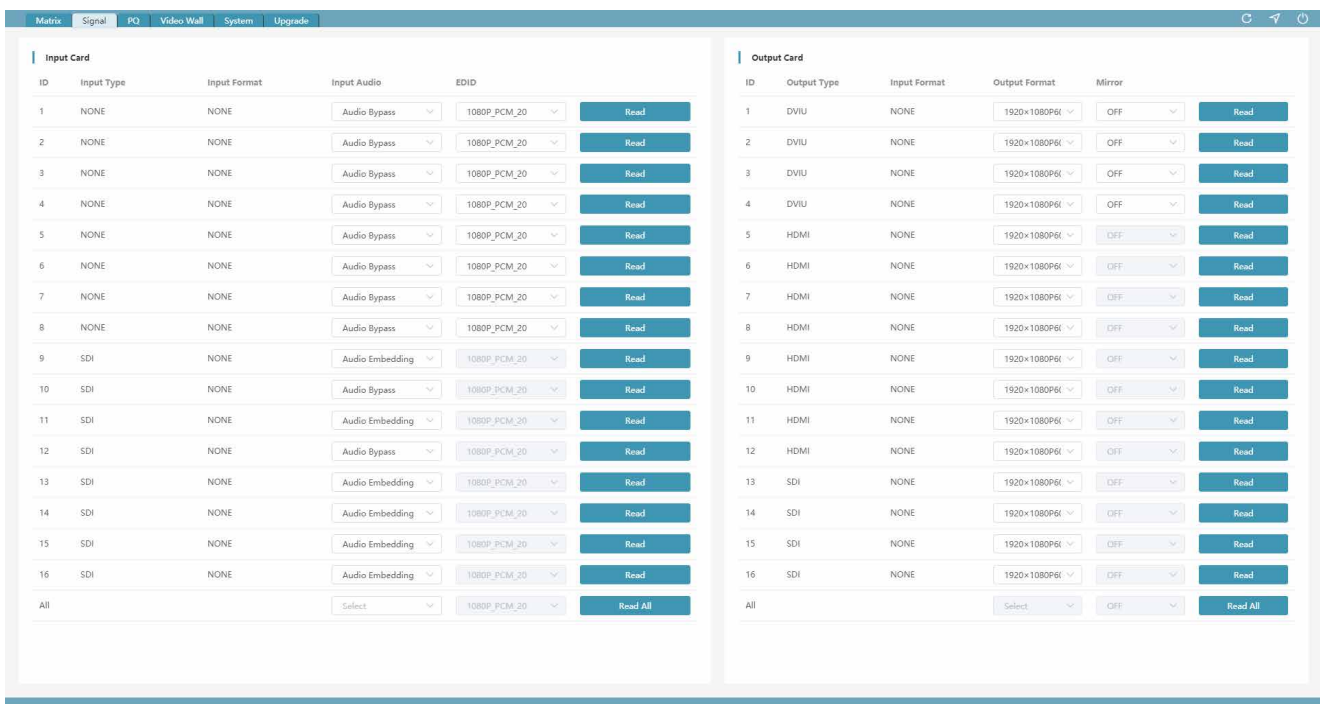 Matrix Signal PQ Video Wall System Upgrade
Input Card
ID Input Type Input Format Input Audio EDID
1 NONE NONE Audio Bypass 1080P_PCM_20 Read
2 NONE NONE Audio Bypass 1080P_PCM_20 Read
3 NONE NONE Audio Bypass 1080P_PCM_20 Read
4 NONE NONE Audio Bypass 1080P_PCM_20 Read
5 NONE NONE Audio Bypass 1080P_PCM_20 Read
6 NONE NONE Audio Bypass 1080P_PCM_20 Read
7 NONE NONE Audio Bypass 1080P_PCM_20 Read
8 NONE NONE Audio Bypass 1080P_PCM_20 Read
9 SDI NONE Audio Embedding 1080P_PCM_20 Read
10 SDI NONE Audio Bypass 1080P_PCM_20 Read
11 SDI NONE Audio Embedding 1080P_PCM_20 Read
12 SDI NONE Audio Bypass 1080P_PCM_20 Read
13 SDI NONE Audio Embedding 1080P_PCM_20 Read
14 SDI NONE Audio Embedding 1080P_PCM_20 Read
15 SDI NONE Audio Embedding 1080P_PCM_20 Read
16 SDI NONE Audio Embedding 1080P_PCM_20 Read
All Select 1080P_PCM_20 Read All
Output Card
ID Output Type Input Format Output Format Mirror
1 DVIU NONE 1920×1080P6( OFF Read
2 DVIU NONE 1920×1080P6( OFF Read
3 DVIU NONE 1920×1080P6( OFF Read
4 DVIU NONE 1920×1080P6( OFF Read
5 HDMI NONE 1920×1080P6( OFF Read
6 HDMI NONE 1920×1080P6( OFF Read
7 HDMI NONE 1920×1080P6( OFF Read
8 HDMI NONE 1920×1080P6( OFF Read
9 HDMI NONE 1920×1080P6( OFF Read
10 HDMI NONE 1920×1080P6( OFF Read
11 HDMI NONE 1920×1080P6( OFF Read
12 HDMI NONE 1920×1080P6( OFF Read
13 SDI NONE 1920×1080P6( OFF Read
14 SDI NONE 1920×1080P6( OFF Read
15 SDI NONE 1920×1080P6( OFF Read
16 SDI NONE 1920×1080P6( OFF Read
All Select OFF Read All